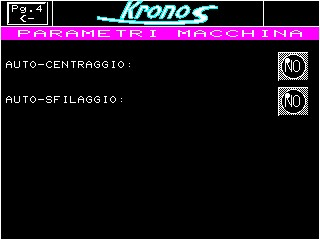 Pg.4
<-
KronoS
PARAMETRI MACCHINA
AUTO-CENTRAGGIO: NO
AUTO-SFILAGGIO: NO